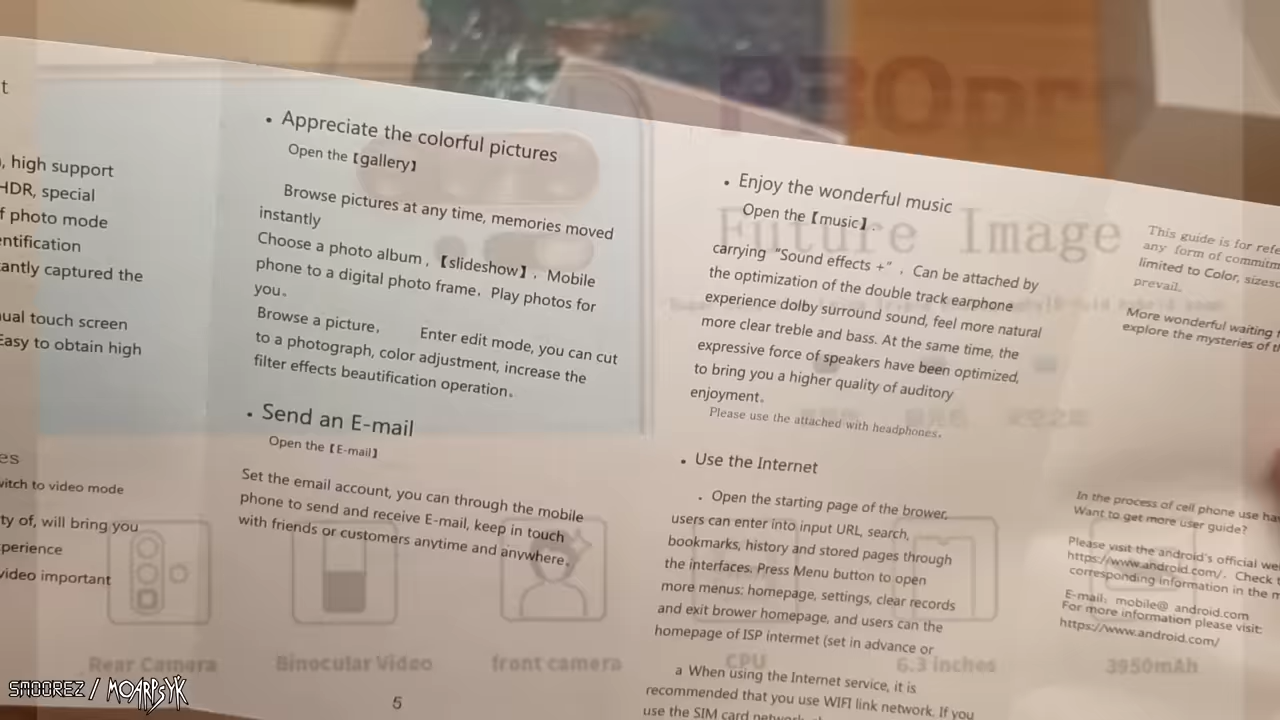 t
, high support
HDR, special
f photo mode
entification
tantly captured the
ual touch screen
Easy to obtain high
es
witch to video mode
ty of, will bring you
perience
video important
• Appreciate the colorful pictures
Open the【gallery】
Browse pictures at any time, memories moved
instantly
Choose a photo album ,【slideshow】, Mobile
phone to a digital photo frame, Play photos for
you。
Browse a picture, Enter edit mode, you can cut
to a photograph, color adjustment, increase the
filter effects beautification operation。
• Send an E-mail
Open the【E-mail】
Set the email account, you can through the mobile
phone to send and receive E-mail, keep in touch
with friends or customers anytime and anywhere。
5
• Enjoy the wonderful music
Open the【music】.
carrying “Sound effects +” , Can be attached by
the optimization of the double track earphone
experience dolby surround sound, feel more natural
more clear treble and bass. At the same time, the
expressive force of speakers have been optimized,
to bring you a higher quality of auditory
enjoyment。
Please use the attached with headphones,
• Use the Internet
. Open the starting page of the brower,
users can enter into input URL, search,
bookmarks, history and stored pages through
the interfaces. Press Menu button to open
more menus: homepage, settings, clear records
and exit brower homepage, and users can the
homepage of ISP internet (set in advance or
a When using the Internet service, it is
recommended that you use WIFI link network. If you
use the SIM card network
This guide is for refe
any form of commitm
limited to Color, sizes
prevail。
More wonderful waiting
explore the mysteries of t
In the process of cell phone use ha
Want to get more user guide?
Please visit the android's official we
https://www.android.com/. Check t
corresponding information in the m
E-mail: mobile@ android.com
For more information please visit:
https://www.android.com/
P30pro
Future Image
Rear Camera
Binocular Video
front camera
CPU
6.3 inches
3950mAh
SADOREZ / MOARPSYK